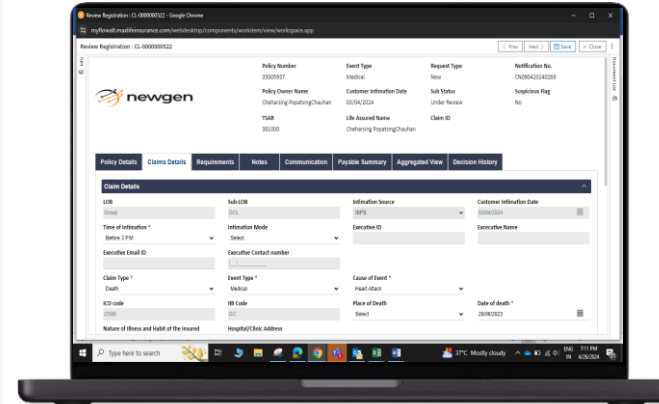 Review Registration : CL-0000000522 - Google Chrome
myflowalt.maxlifeinsurance.com/webdesktop/components/workitem/view/workspace.app
Review Registration : CL-0000000522
< Prev Next > Save × Close
Info
Document List
newgen
Policy Number Event Type Request Type Notification No.
Medical New CN090420240269
Policy Owner Name Customer Intimation Date Sub Status Suspicious Flag
Cheharsing PopatsingChauhan 03/04/2024 Under Review No
TSAR Life Assured Name Claim ID
381000 Cheharsing PopatsingChauhan
Policy Details Claims Details Requirements Notes Communication Payable Summary Aggregated View Decision History
Claim Details
LOB Sub-LOB Intimation Source Customer Intimation Date
Group GCL IBPS 03/04/2024
Time of Intimation * Intimation Mode Executive ID Excecutive Name
Before 3 PM Select
Executive Email ID Executive Contact number
Claim Type * Event Type * Cause of Event *
Death Medical Heart Attack
ICD code IIB Code Place of Death Date of death *
GC Select 28/06/2023
Nature of Illness and Habit of the Insured Hospital/Clinic Address
Type here to search
37°C Mostly cloudy
ENG 7:11 PM
IN 4/26/2024